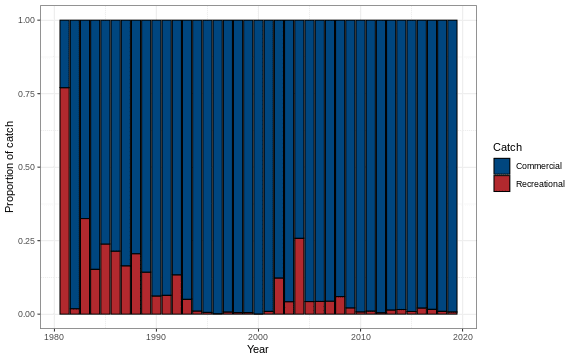 1.00
0.75
0.50
0.25
0.00
Proportion of catch
1980
1990
2000
2010
2020
Year
Catch
Commercial
Recreational